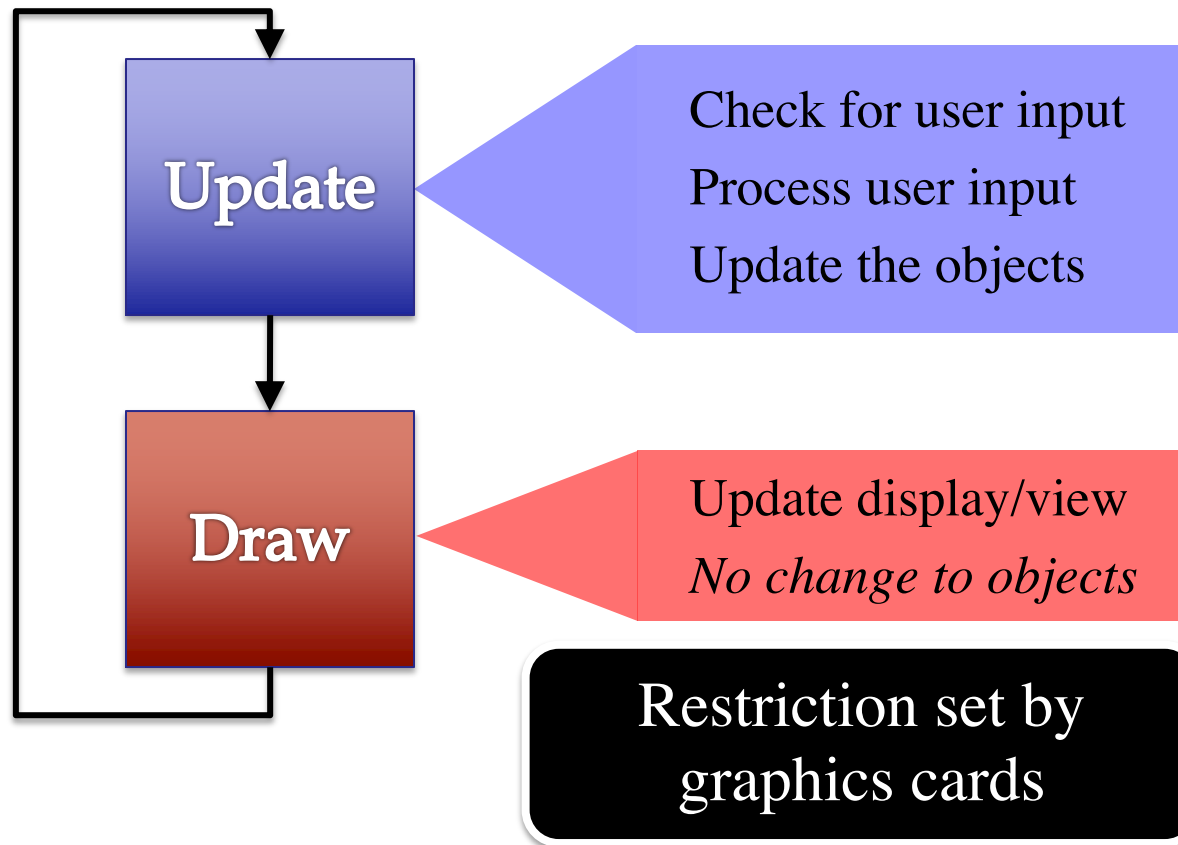 Update
Check for user input
Process user input
Update the objects
Draw
Update display/view
No change to objects
Restriction set by
graphics cards